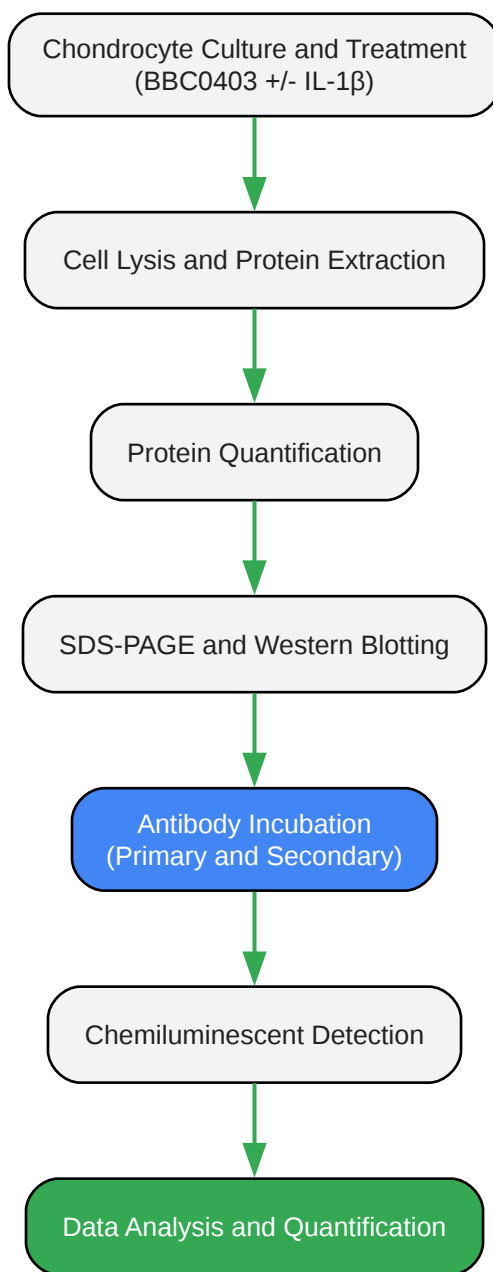 Chondrocyte Culture and Treatment
(BBC0403 +/- IL-1β)
Cell Lysis and Protein Extraction
Protein Quantification
SDS-PAGE and Western Blotting
Antibody Incubation
(Primary and Secondary)
Chemiluminescent Detection
Data Analysis and Quantification